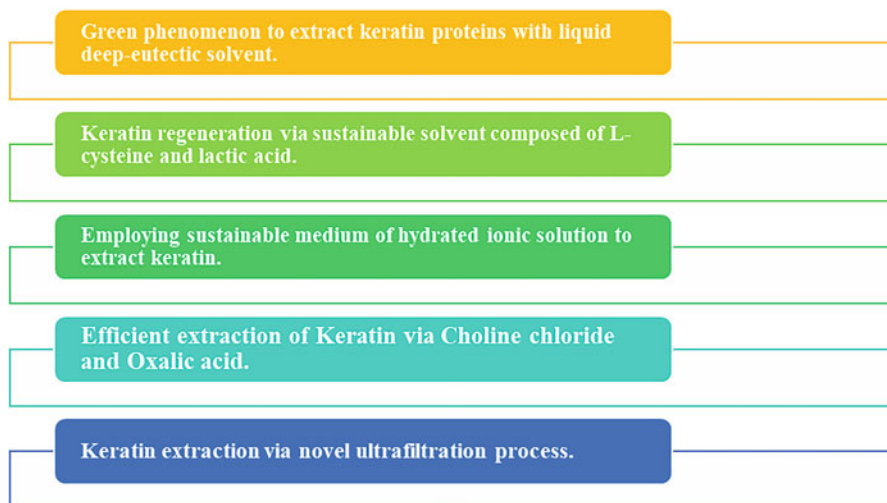 Green phenomenon to extract keratin proteins with liquid
deep-eutectic solvent.
Keratin regeneration via sustainable solvent composed of L-
cysteine and lactic acid.
Employing sustainable medium of hydrated ionic solution to
extract keratin.
Efficient extraction of Keratin via Choline chloride
and Oxalic acid.
Keratin extraction via novel ultrafiltration process.